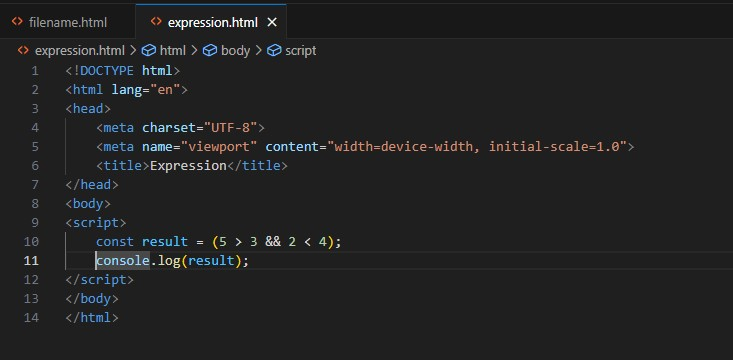 filename.html expression.html ×
expression.html > html > body > script
1 <!DOCTYPE html>
2 <html lang="en">
3 <head>
4 <meta charset="UTF-8">
5 <meta name="viewport" content="width=device-width, initial-scale=1.0">
6 <title>Expression</title>
7 </head>
8 <body>
9 <script>
10 const result = (5 > 3 && 2 < 4);
11 console.log(result);
12 </script>
13 </body>
14 </html>